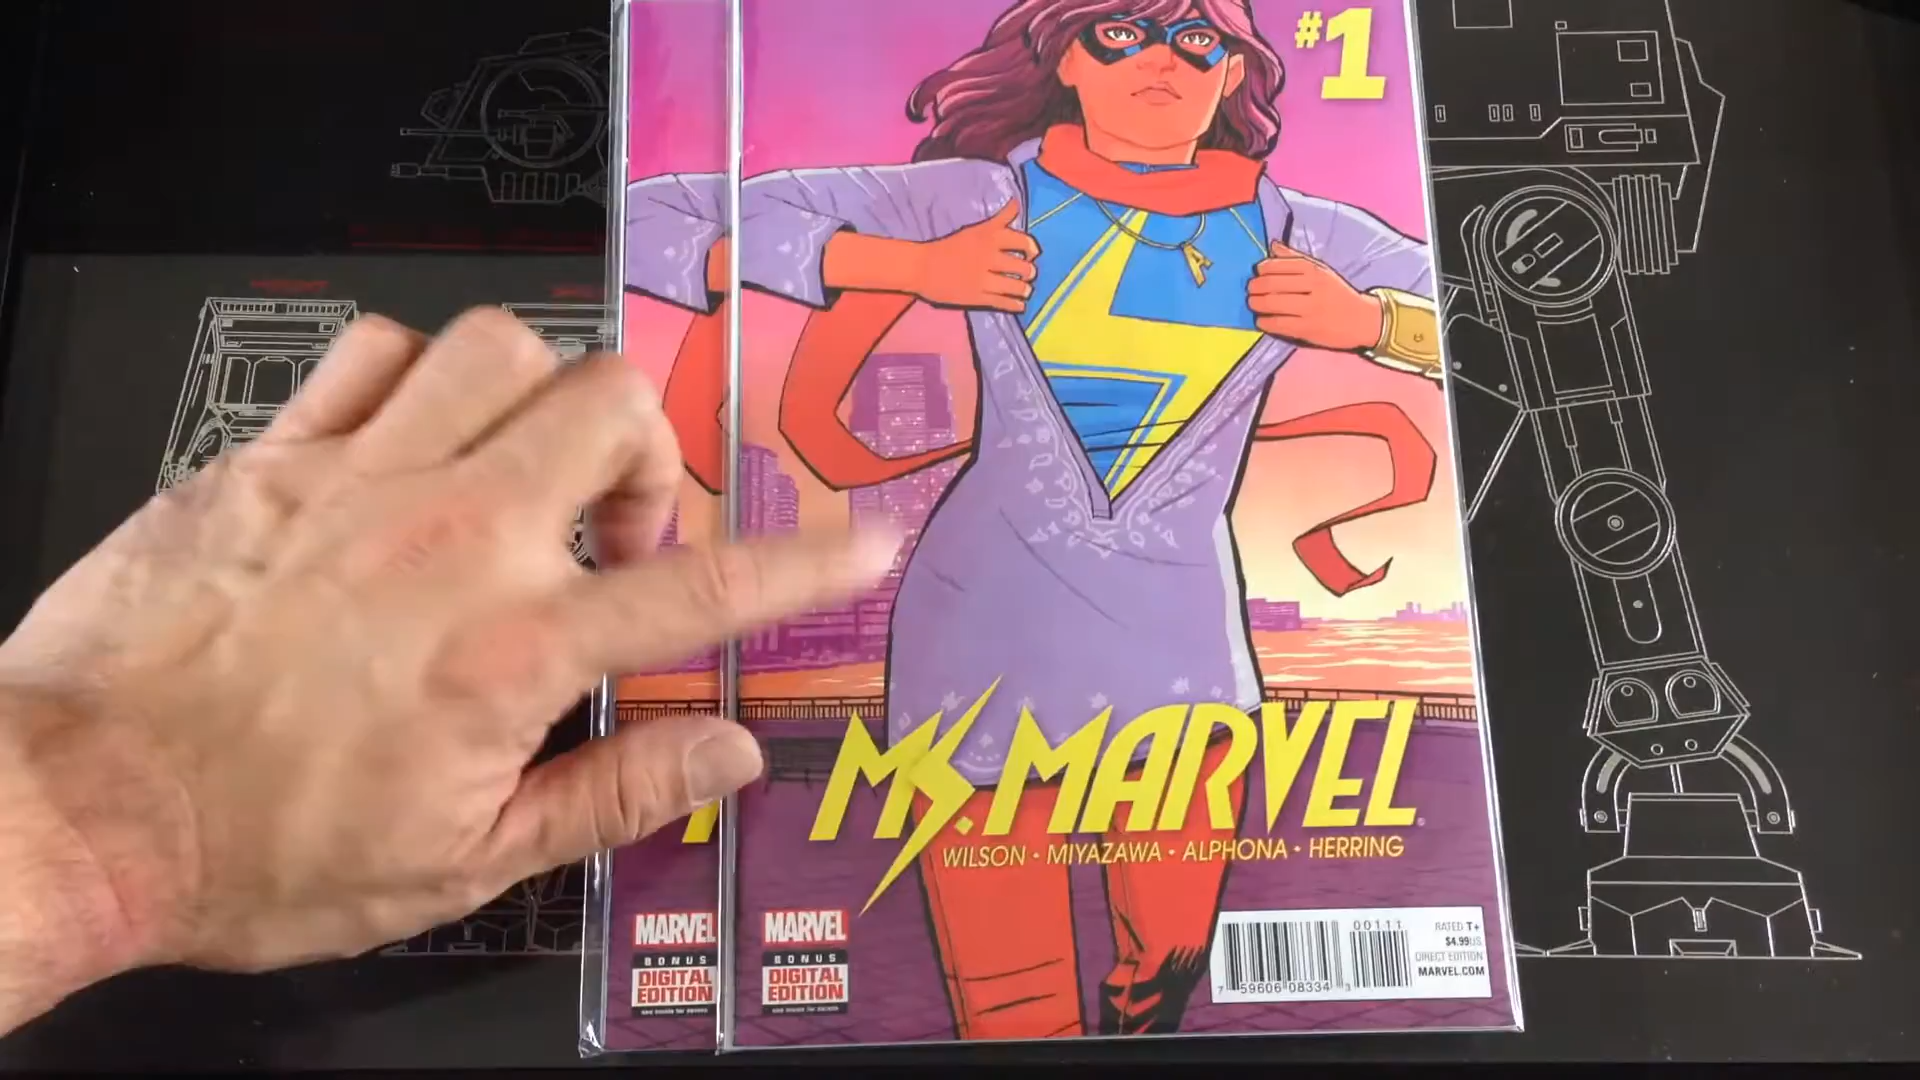 #1
A
MS. MARVEL
WILSON • MIYAZAWA • ALPHONA • HERRING
MARVEL
BONUS
DIGITAL
EDITION
MARVEL
BONUS
DIGITAL
EDITION
00111
7 59606 08334 3
RATED T+
$4.99US
DIRECT EDITION
MARVEL.COM